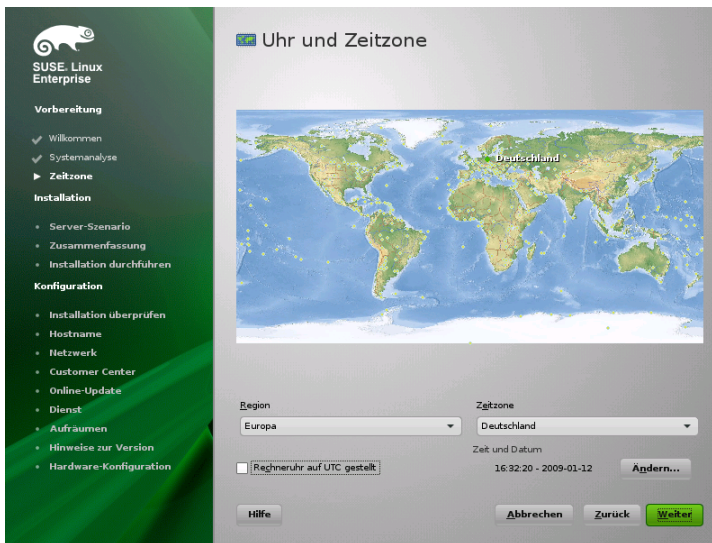 SUSE. Linux
Enterprise
Vorbereitung
Willkommen
Systemanalyse
Zeitzone
Installation
Server-Szenario
Zusammenfassung
Installation durchführen
Konfiguration
Installation überprüfen
Hostname
Netzwerk
Customer Center
Online-Update
Dienst
Aufräumen
Hinweise zur Version
Hardware-Konfiguration
Uhr und Zeitzone
Deutschland
Region
Europa
Zeitzone
Deutschland
Rechneruhr auf UTC gestellt
Zeit und Datum
16:32:20 - 2009-01-12
Ändern...
Hilfe
Abbrechen
Zurück
Weiter